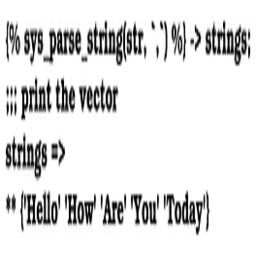 {% sys_parse_string(str, `,`) %} -> strings;
;;; print the vector
strings =>
** {'Hello' 'How' 'Are' 'You' 'Today'}